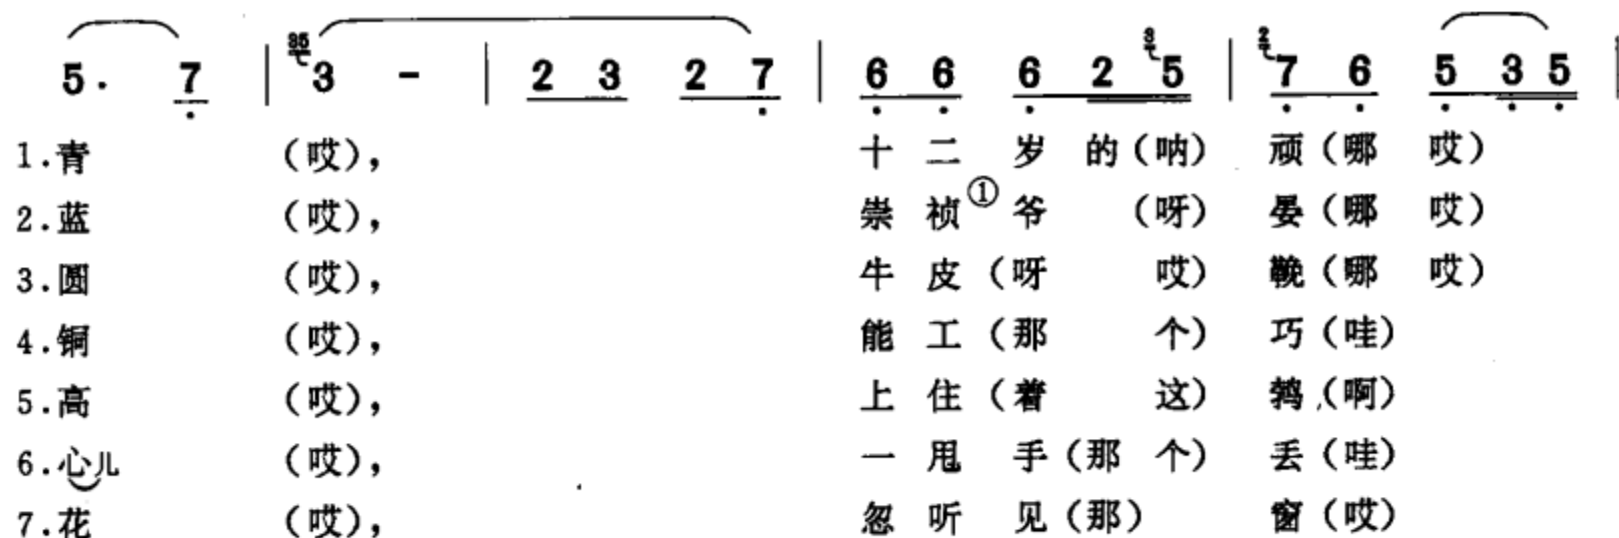 5· 7 | 35 3 - | 2 3 2 7 | 6 6 6 2 3 5 | 2 7 6 5 3 5 |
1.青 (哎), 十 二 岁 的(呐) 顽(哪 哎)
2.蓝 (哎), 崇 祯① 爷 (呀) 晏(哪 哎)
3.圆 (哎), 牛 皮(呀 哎) 鞔(哪 哎)
4.铜 (哎), 能 工(那 个) 巧(哇)
5.高 (哎), 上 住(着 这) 鹁(啊)
6.心儿 (哎), 一 甩 手(那 个) 丢(哇)
7.花 (哎), 忽 听 见(那) 窗(哎)